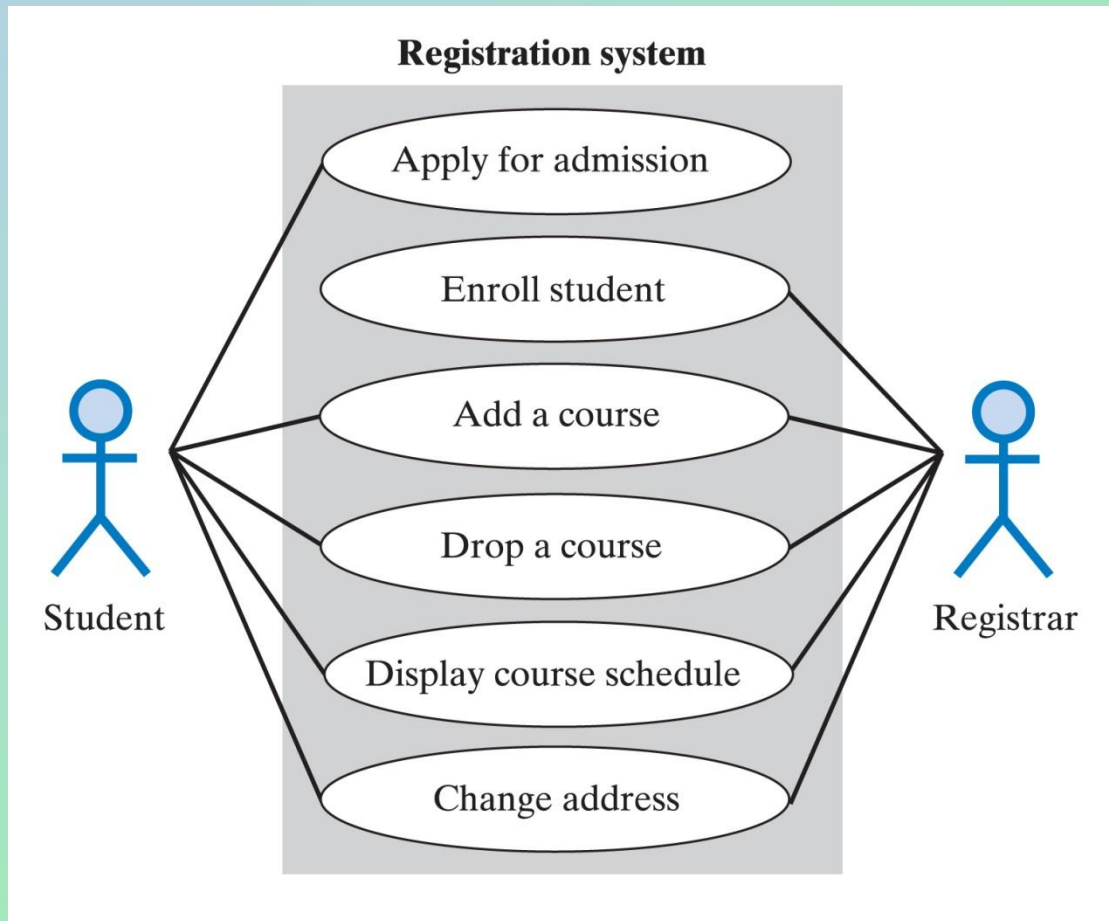 Registration system
Apply for admission
Enroll student
Add a course
Drop a course
Student
Registrar
Display course schedule
Change address